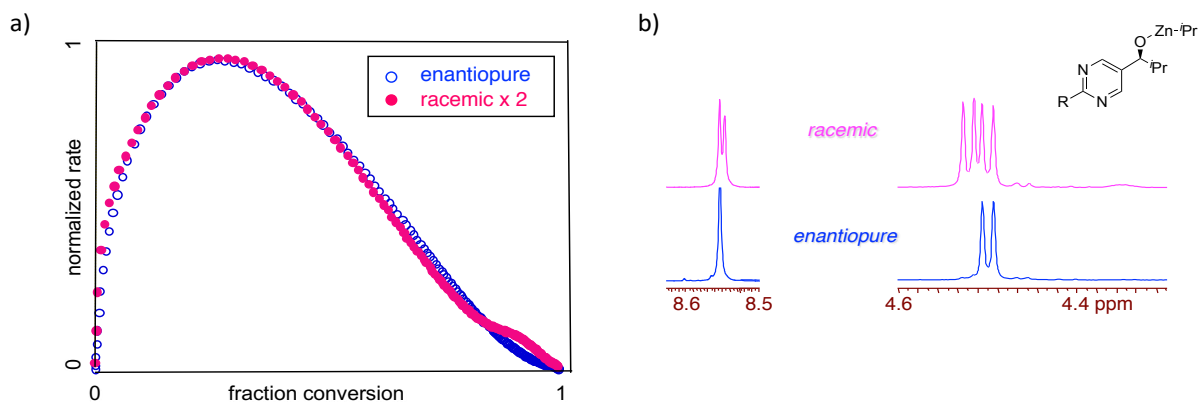 a)
1
normalized rate
0
enantiopure
racemic x 2
0
fraction conversion
1
b)
O
Zn-iPr
iPr
N
N
R
racemic
enantiopure
8.6
8.5
4.6
4.4 ppm